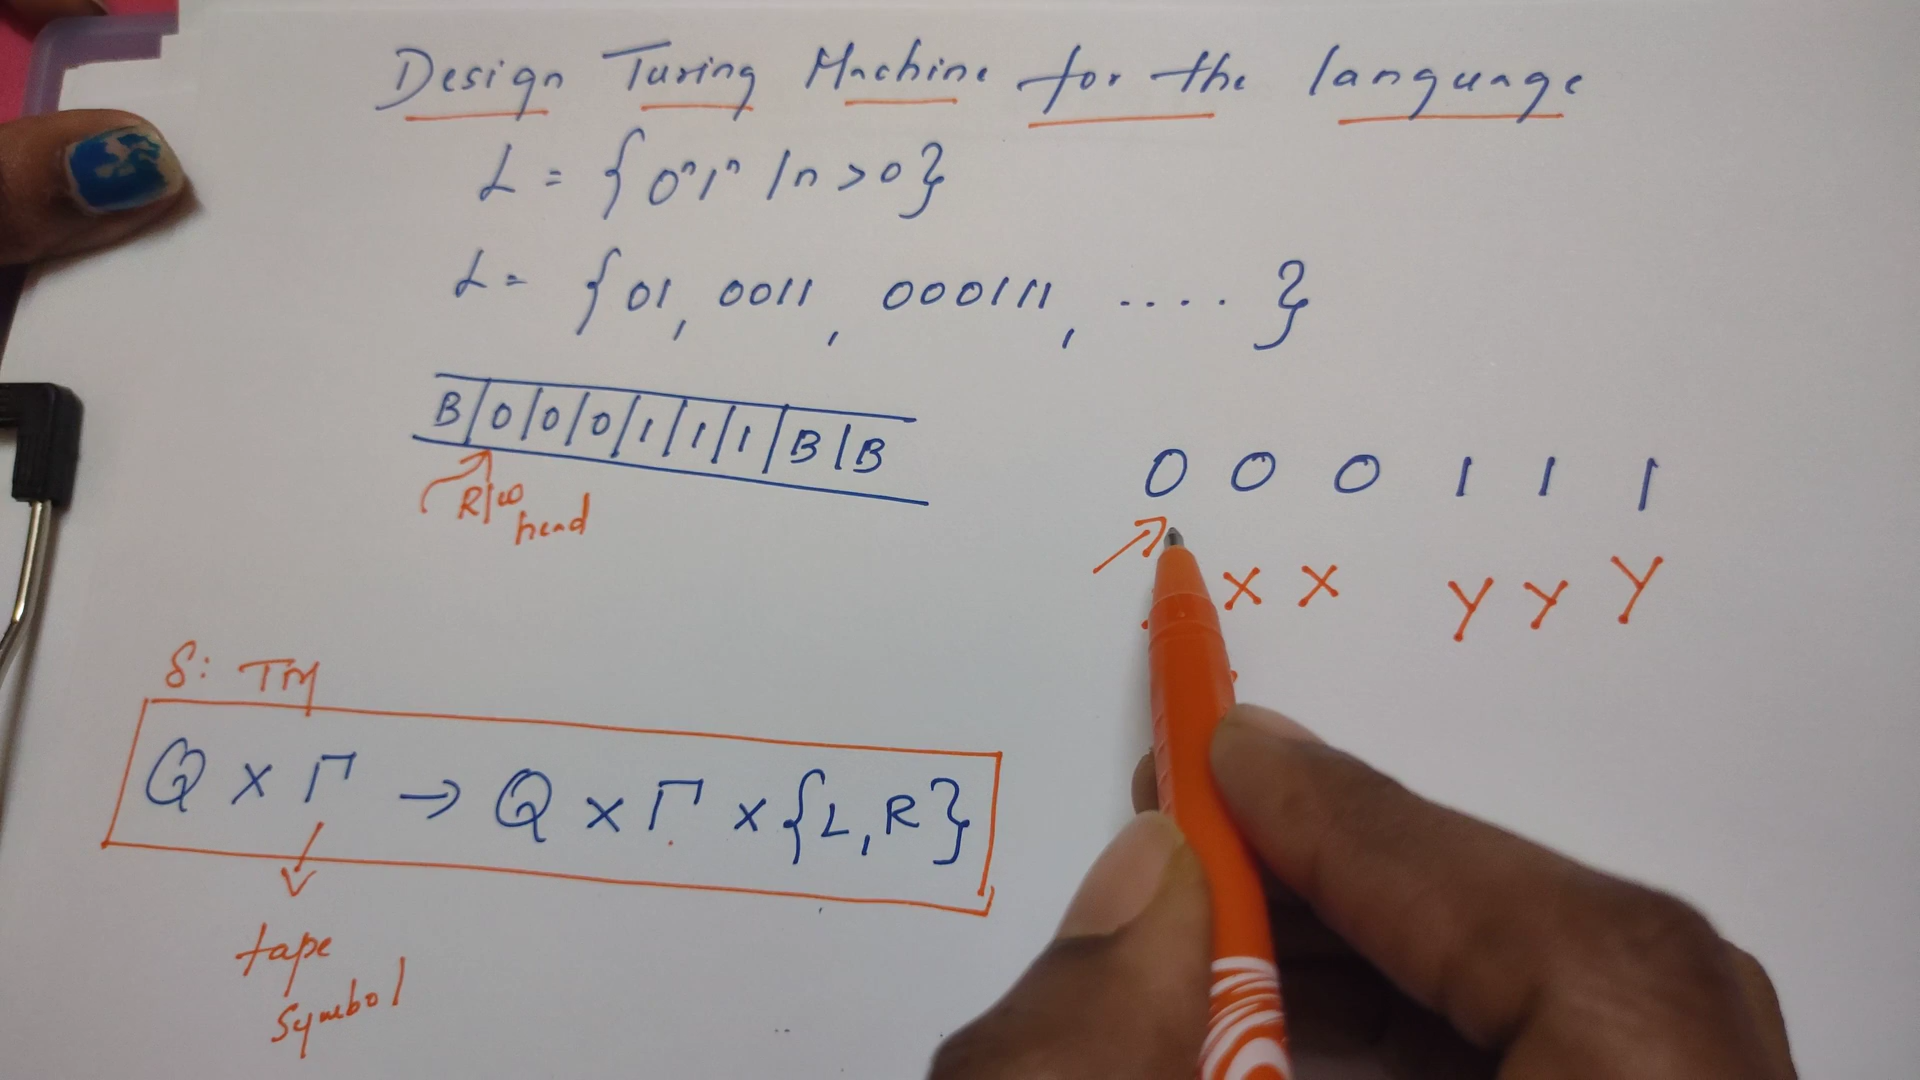 Design Turing Machine for the language
L = {0ⁿ1ⁿ | n > 0}
L = {01, 0011, 000111, .... }
B|0|0|0|1|1|1|B|B
R/W head
0 0 0 1 1 1
X X Y Y Y
δ: TM
Q × Γ → Q × Γ × {L, R}
tape
symbol